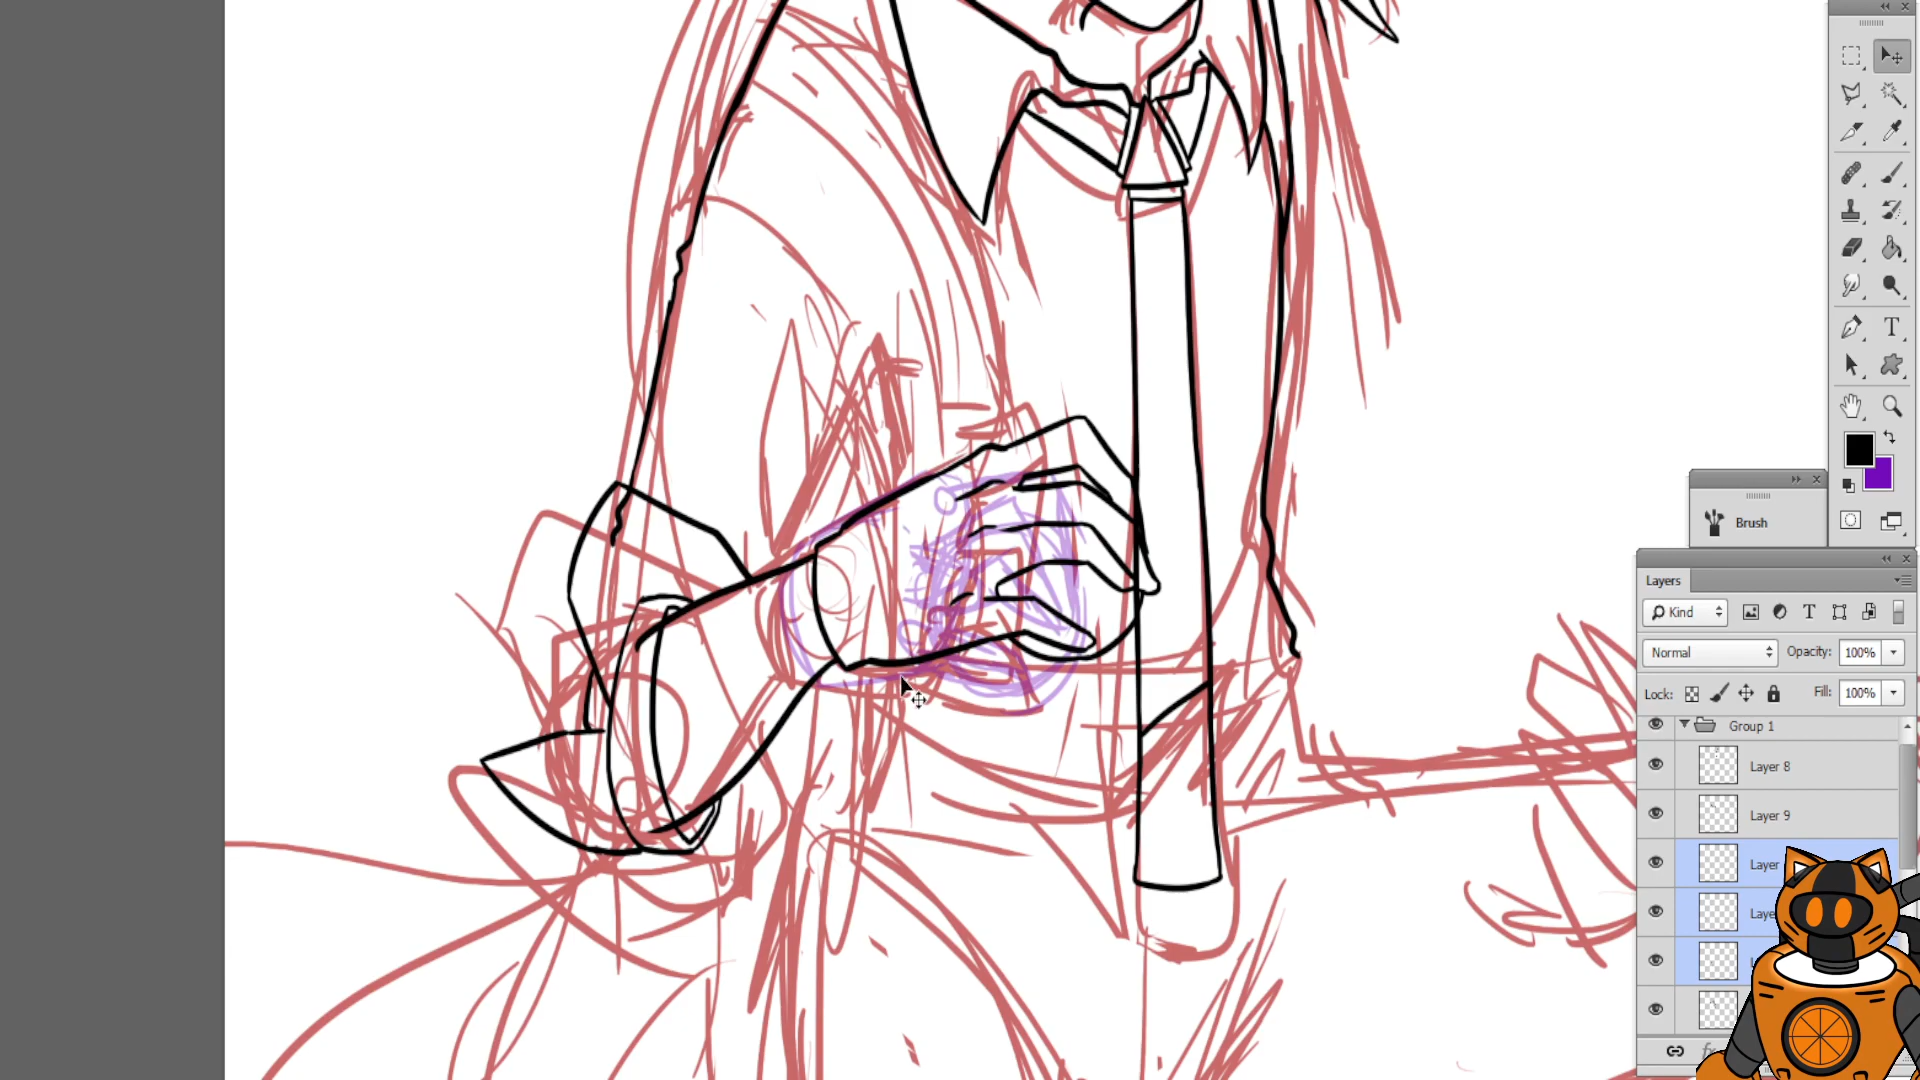 T
Brush
Layers
Kind
T
Normal
Opacity: 100%
Lock:
Fill: 100%
Group 1
Layer 8
Layer 9
Layer
Laye